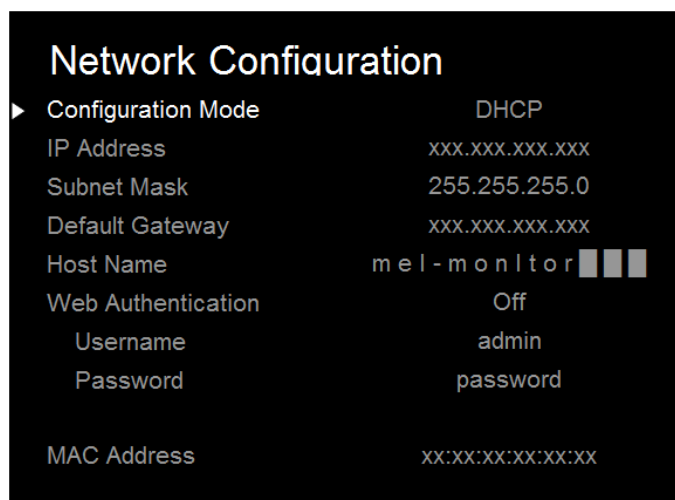 Network Configuration
Configuration Mode DHCP
IP Address xxx.xxx.xxx.xxx
Subnet Mask 255.255.255.0
Default Gateway xxx.xxx.xxx.xxx
Host Name mel-monItor
Web Authentication Off
Username admin
Password password
MAC Address xx:xx:xx:xx:xx:xx